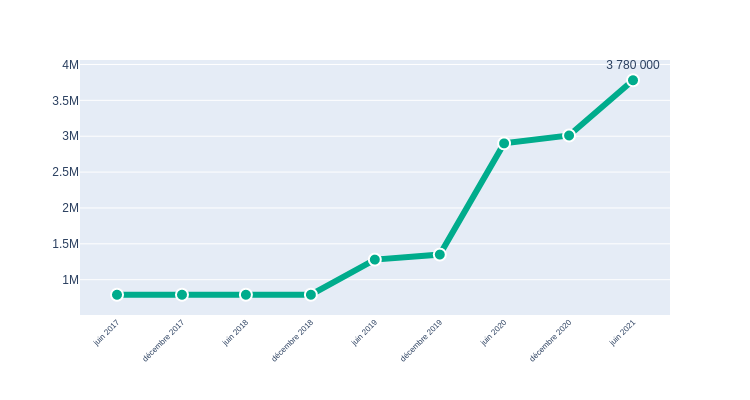 3 780 000
4M
3.5M
3M
2.5M
2M
1.5M
1M
juin 2017
décembre 2017
juin 2018
décembre 2018
juin 2019
décembre 2019
juin 2020
décembre 2020
juin 2021